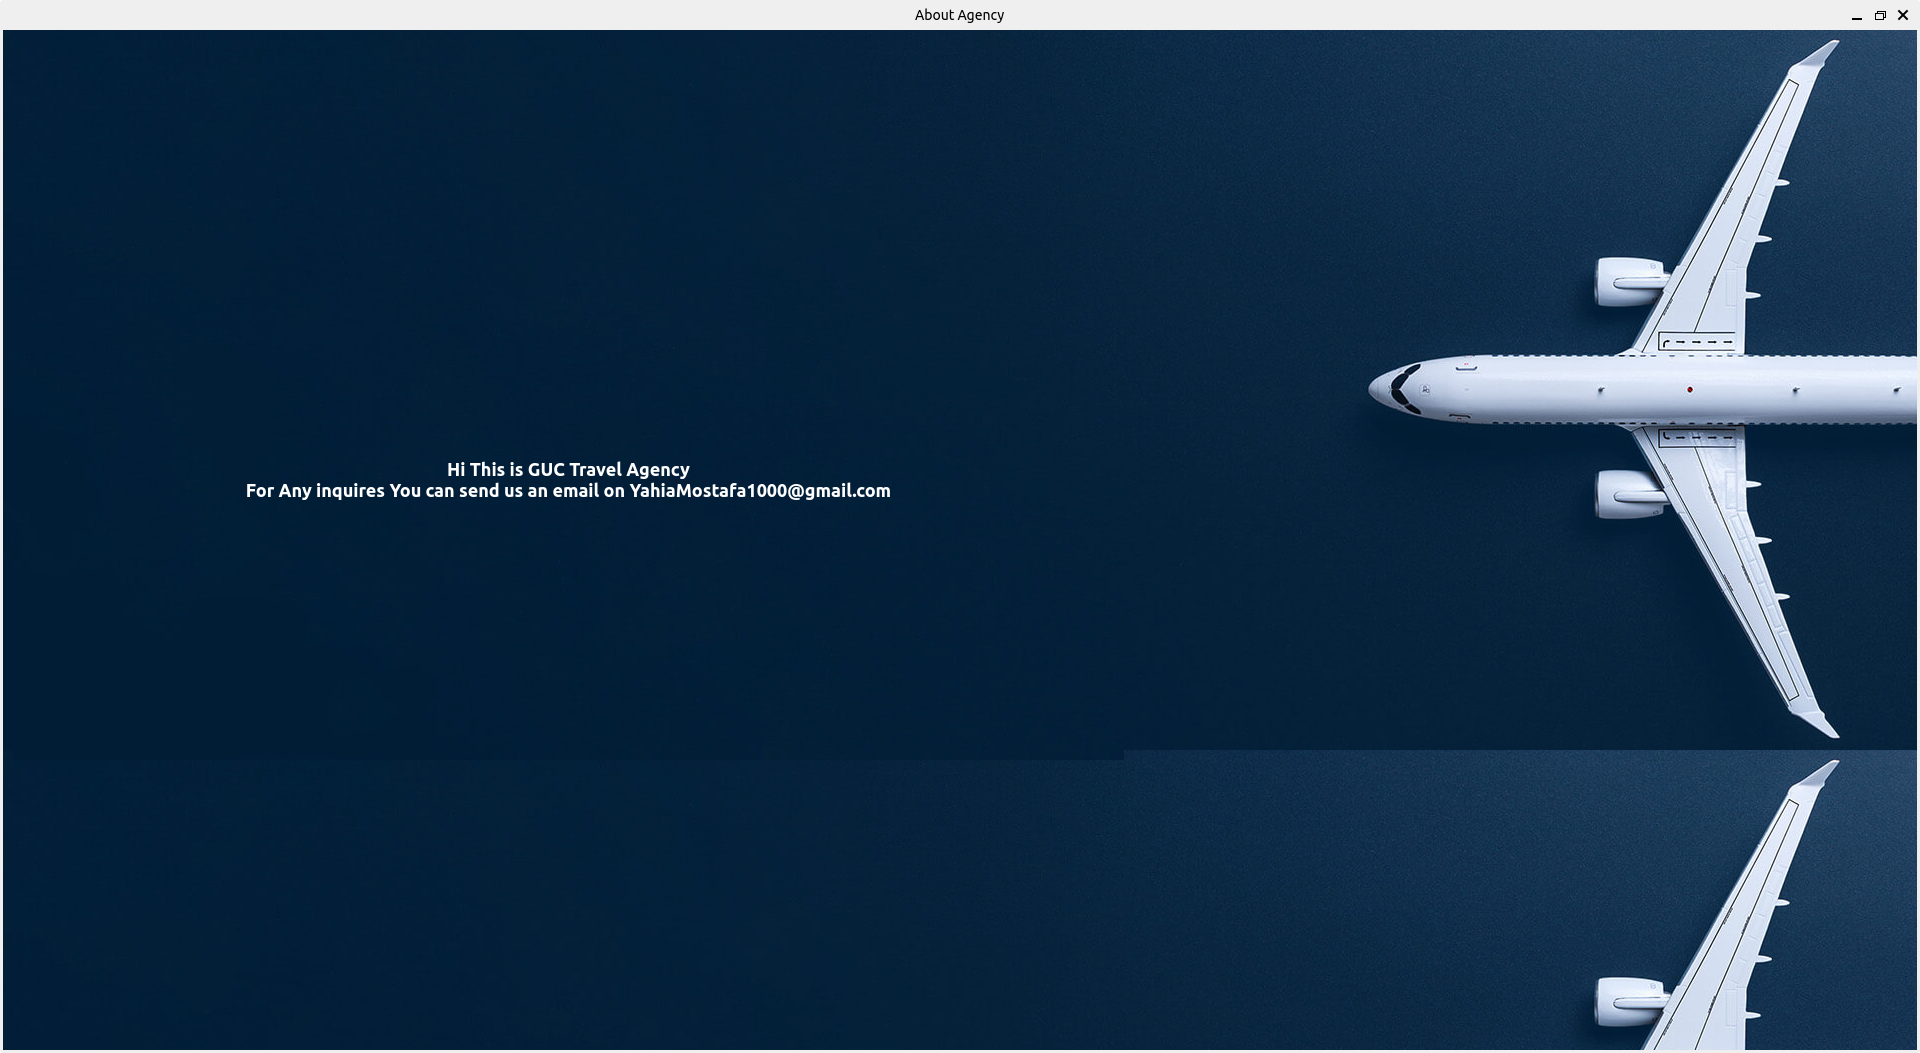 About Agency
Hi This is GUC Travel Agency
For Any inquires You can send us an email on YahiaMostafa1000@gmail.com